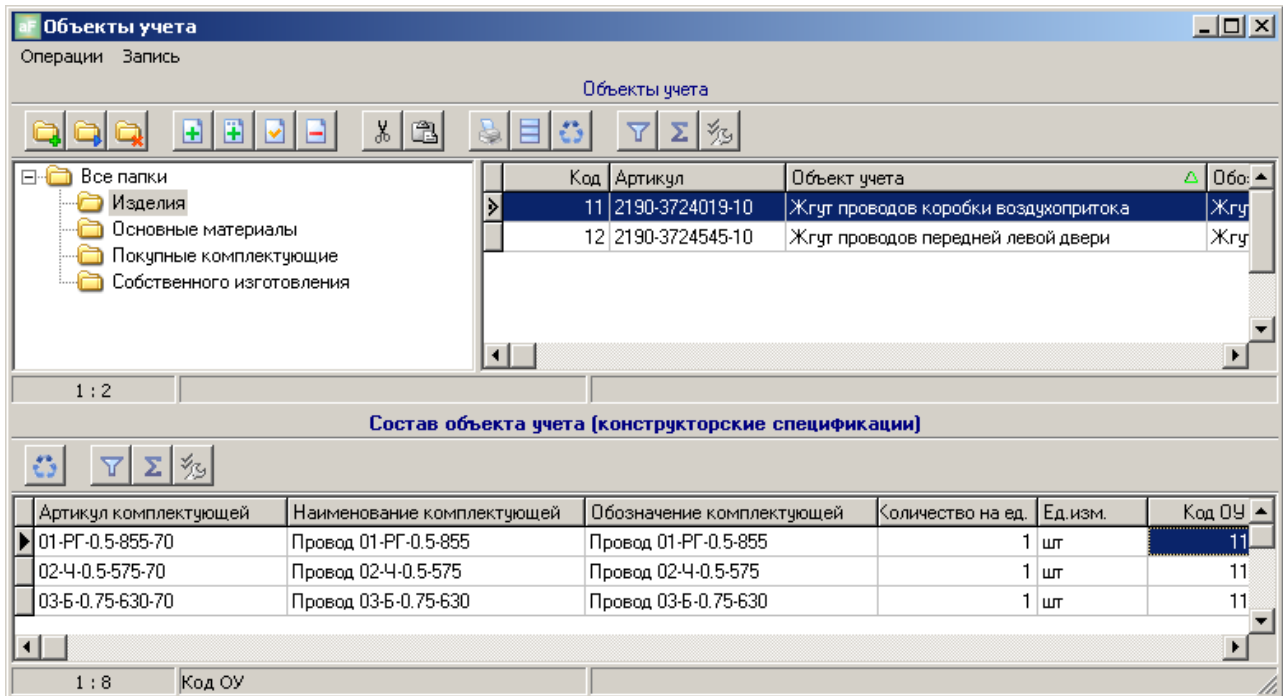 aF Объекты учета
Операции Запись
Объекты учета
Все папки
Изделия
Основные материалы
Покупные комплектующие
Собственного изготовления
Код Артикул Объект учета Обоз
11 2190-3724019-10 Жгут проводов коробки воздухопритока Жгут
12 2190-3724545-10 Жгут проводов передней левой двери Жгут
1 : 2
Состав объекта учета (конструкторские спецификации)
Артикул комплектующей Наименование комплектующей Обозначение комплектующей Количество на ед. Ед.изм. Код ОУ
01-РГ-0.5-855-70 Провод 01-РГ-0.5-855 Провод 01-РГ-0.5-855 1 шт 11
02-Ч-0.5-575-70 Провод 02-Ч-0.5-575 Провод 02-Ч-0.5-575 1 шт 11
03-Б-0.75-630-70 Провод 03-Б-0.75-630 Провод 03-Б-0.75-630 1 шт 11
1 : 8 Код ОУ